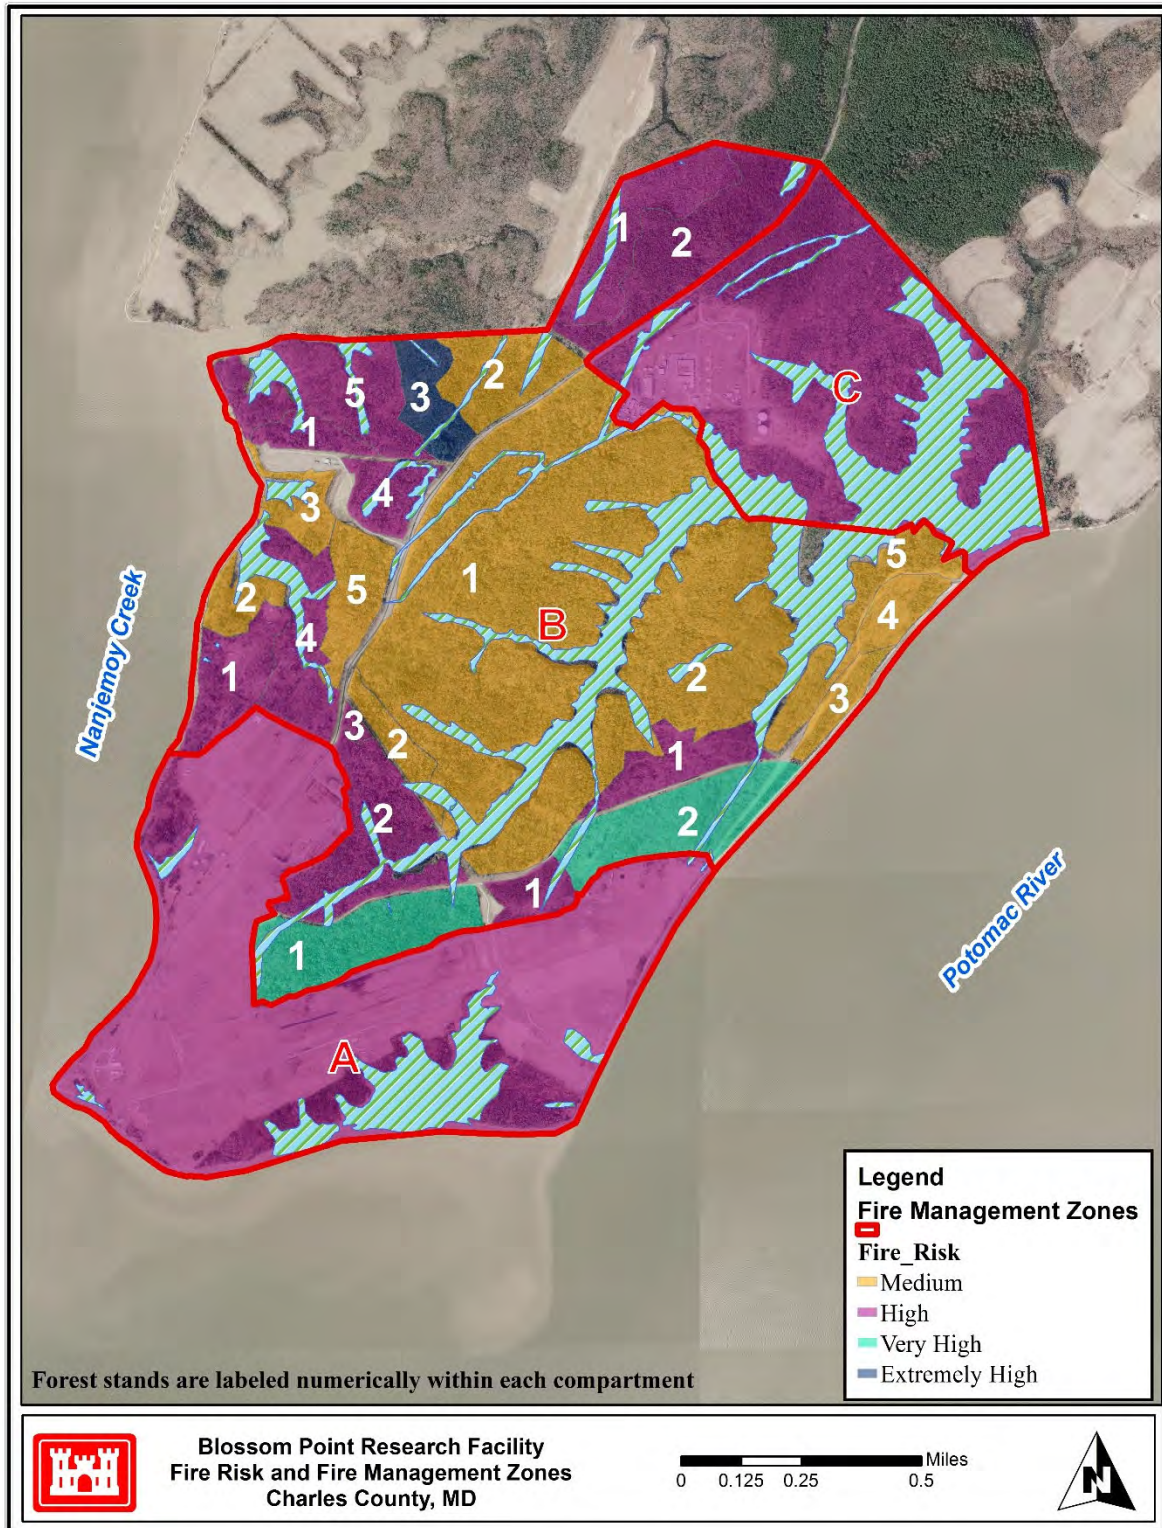 1
2
C
2
5
3
1
4
3
5
1
5
2
B
4
4
2
1
3
3
2
1
2
2
1
1
A
Nanjemoy Creek
Potomac River
Legend
Fire Management Zones
Fire_Risk
Medium
High
Very High
Extremely High
Forest stands are labeled numerically within each compartment
Blossom Point Research Facility
Fire Risk and Fire Management Zones
Charles County, MD
Miles
0 0.125 0.25 0.5
N